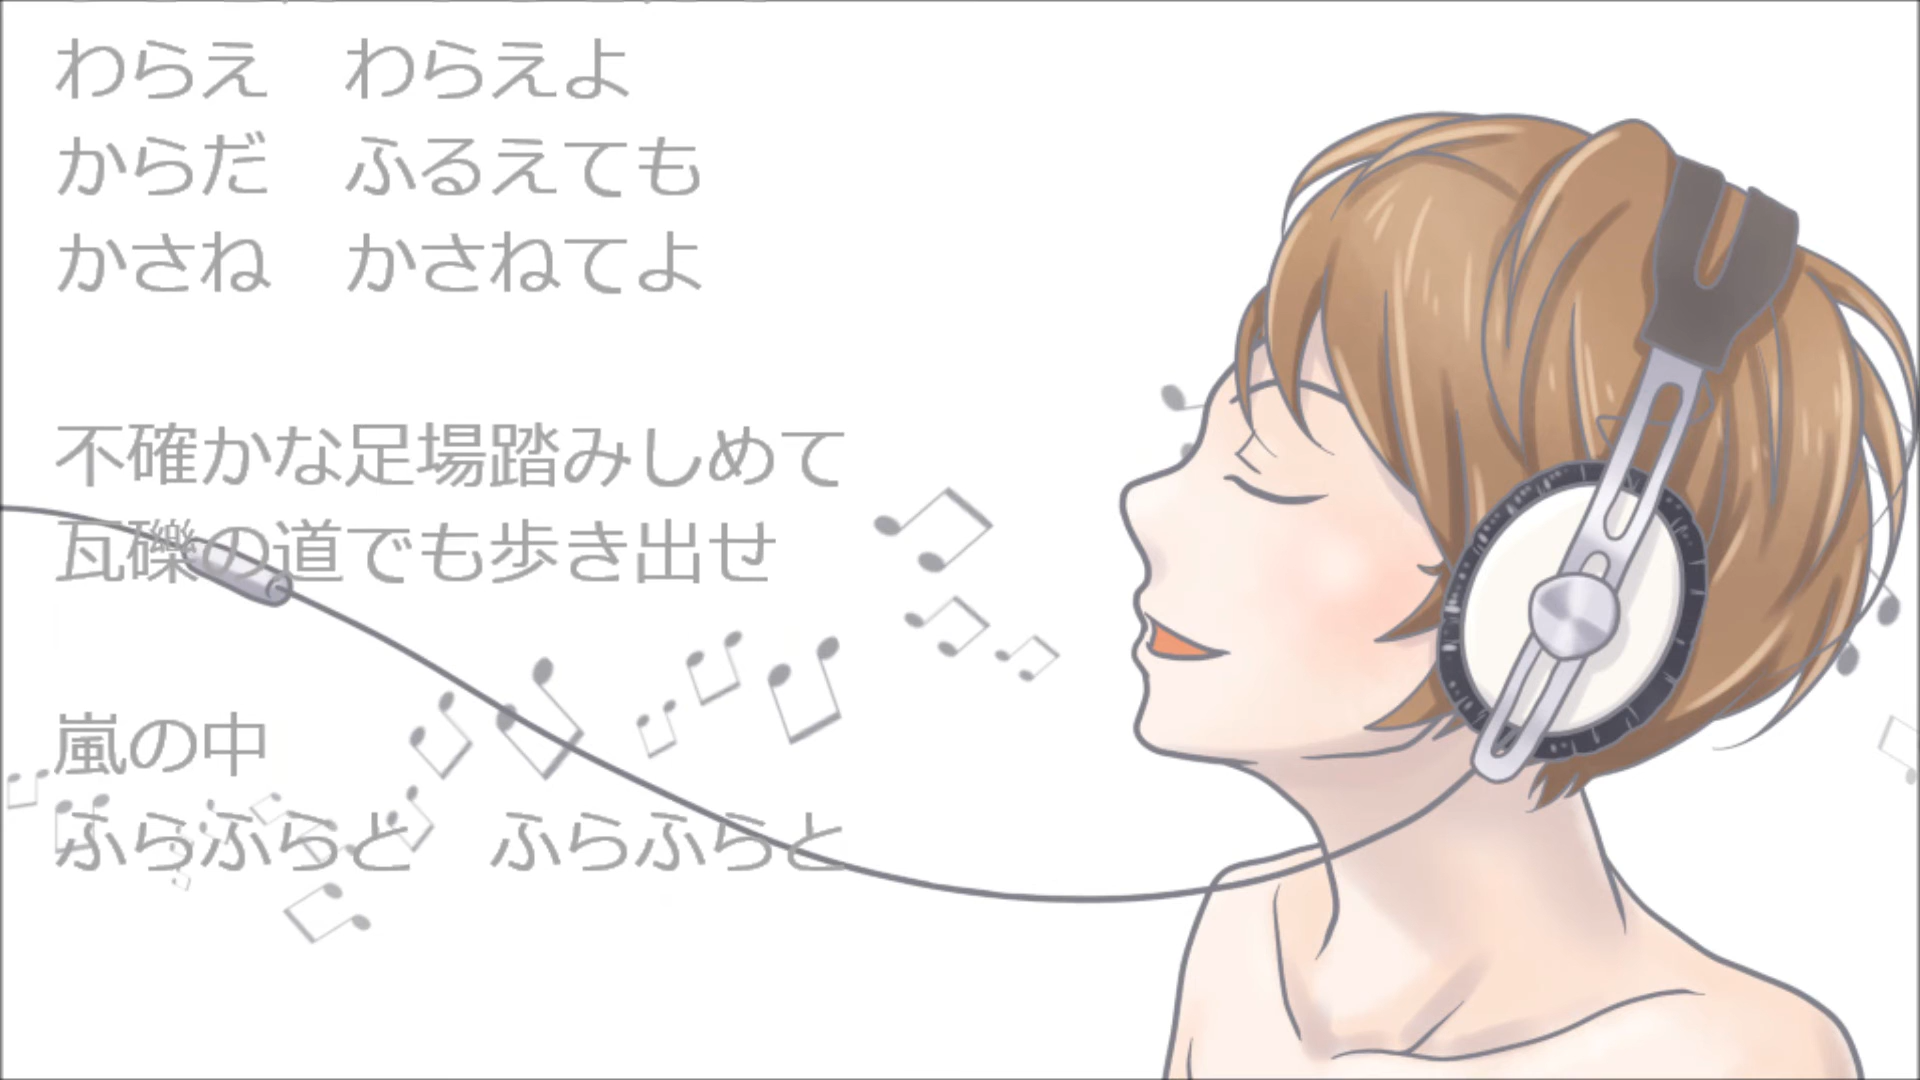 わらえ　わらえよ
からだ　ふるえても
かさね　かさねてよ
不確かな足場踏みしめて
瓦礫の道でも歩き出せ
嵐の中
ふらふらと　ふらふらと